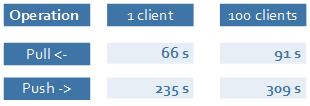 Operation 1 client 100 clients
Pull <- 66 s 91 s
Push -> 235 s 309 s